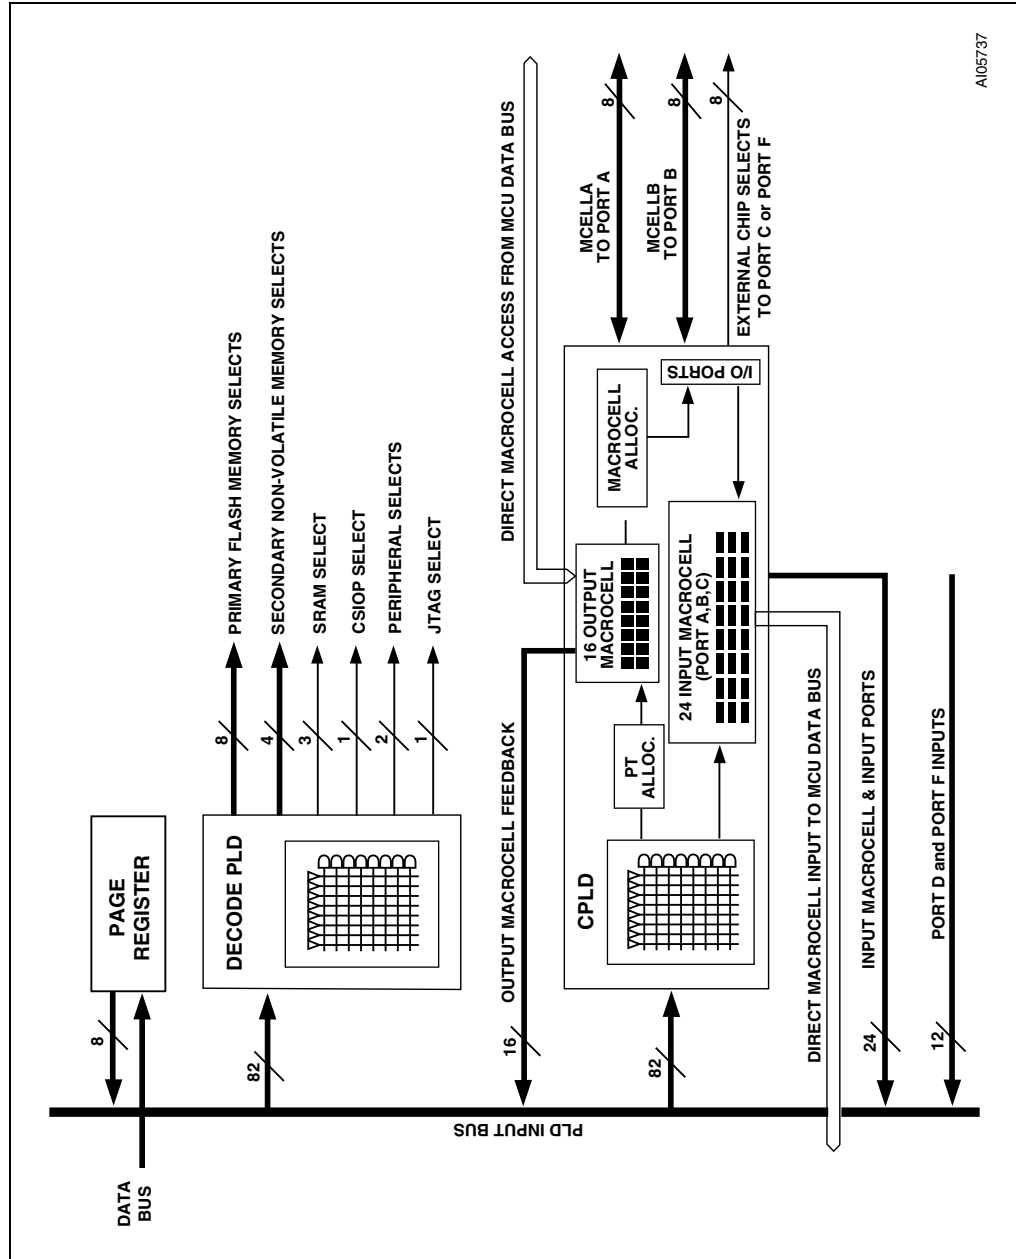 DATA
BUS
8
PAGE
REGISTER
82
DECODE PLD
8
PRIMARY FLASH MEMORY SELECTS
4
SECONDARY NON-VOLATILE MEMORY SELECTS
3
SRAM SELECT
1
CSIOP SELECT
2
PERIPHERAL SELECTS
1
JTAG SELECT
PLD INPUT BUS
16
OUTPUT MACROCELL FEEDBACK
DIRECT MACROCELL ACCESS FROM MCU DATA BUS
82
CPLD
PT
ALLOC.
16 OUTPUT
MACROCELL
MACROCELL
ALLOC.
24 INPUT MACROCELL
(PORT A,B,C)
I/O PORTS
MCELLA
TO PORT A
8
MCELLB
TO PORT B
8
EXTERNAL CHIP SELECTS
TO PORT C or PORT F
8
DIRECT MACROCELL INPUT TO MCU DATA BUS
24
INPUT MACROCELL & INPUT PORTS
12
PORT D and PORT F INPUTS
AI05737